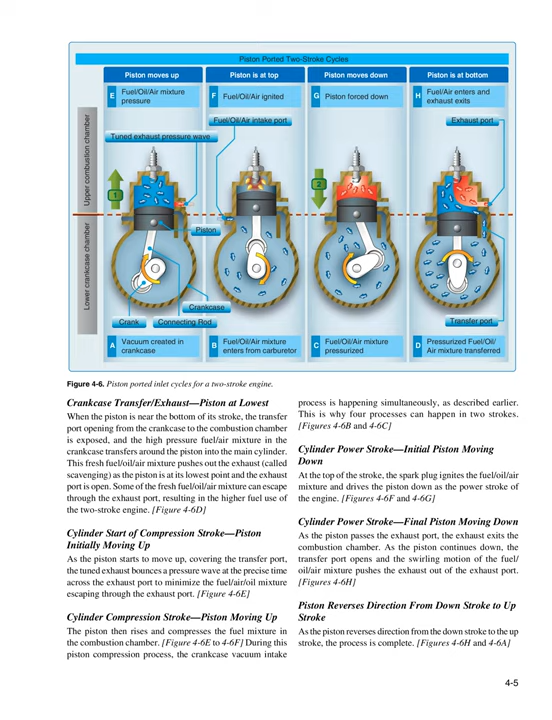 Piston Ported Two-Stroke Cycles
Piston moves up
Piston is at top
Piston moves down
Piston is at bottom
E Fuel/Oil/Air mixture
pressure
F Fuel/Oil/Air ignited
G Piston forced down
H Fuel/Air enters and
exhaust exits
Upper combustion chamber
Fuel/Oil/Air intake port
Exhaust port
Tuned exhaust pressure wave
1
2
Piston
Lower crankcase chamber
Crankcase
Crank
Connecting Rod
Transfer port
A Vacuum created in
crankcase
B Fuel/Oil/Air mixture
enters from carburetor
C Fuel/Oil/Air mixture
pressurized
D Pressurized Fuel/Oil/
Air mixture transferred
Figure 4-6. Piston ported inlet cycles for a two-stroke engine.
Crankcase Transfer/Exhaust—Piston at Lowest
When the piston is near the bottom of its stroke, the transfer
port opening from the crankcase to the combustion chamber
is exposed, and the high pressure fuel/air mixture in the
crankcase transfers around the piston into the main cylinder.
This fresh fuel/oil/air mixture pushes out the exhaust (called
scavenging) as the piston is at its lowest point and the exhaust
port is open. Some of the fresh fuel/oil/air mixture can escape
through the exhaust port, resulting in the higher fuel use of
the two-stroke engine. [Figure 4-6D]
Cylinder Start of Compression Stroke—Piston
Initially Moving Up
As the piston starts to move up, covering the transfer port,
the tuned exhaust bounces a pressure wave at the precise time
across the exhaust port to minimize the fuel/air/oil mixture
escaping through the exhaust port. [Figure 4-6E]
Cylinder Compression Stroke—Piston Moving Up
The piston then rises and compresses the fuel mixture in
the combustion chamber. [Figure 4-6E to 4-6F] During this
piston compression process, the crankcase vacuum intake
process is happening simultaneously, as described earlier.
This is why four processes can happen in two strokes.
[Figures 4-6B and 4-6C]
Cylinder Power Stroke—Initial Piston Moving
Down
At the top of the stroke, the spark plug ignites the fuel/oil/air
mixture and drives the piston down as the power stroke of
the engine. [Figures 4-6F and 4-6G]
Cylinder Power Stroke—Final Piston Moving Down
As the piston passes the exhaust port, the exhaust exits the
combustion chamber. As the piston continues down, the
transfer port opens and the swirling motion of the fuel/
oil/air mixture pushes the exhaust out of the exhaust port.
[Figures 4-6H]
Piston Reverses Direction From Down Stroke to Up
Stroke
As the piston reverses direction from the down stroke to the up
stroke, the process is complete. [Figures 4-6H and 4-6A]
4-5